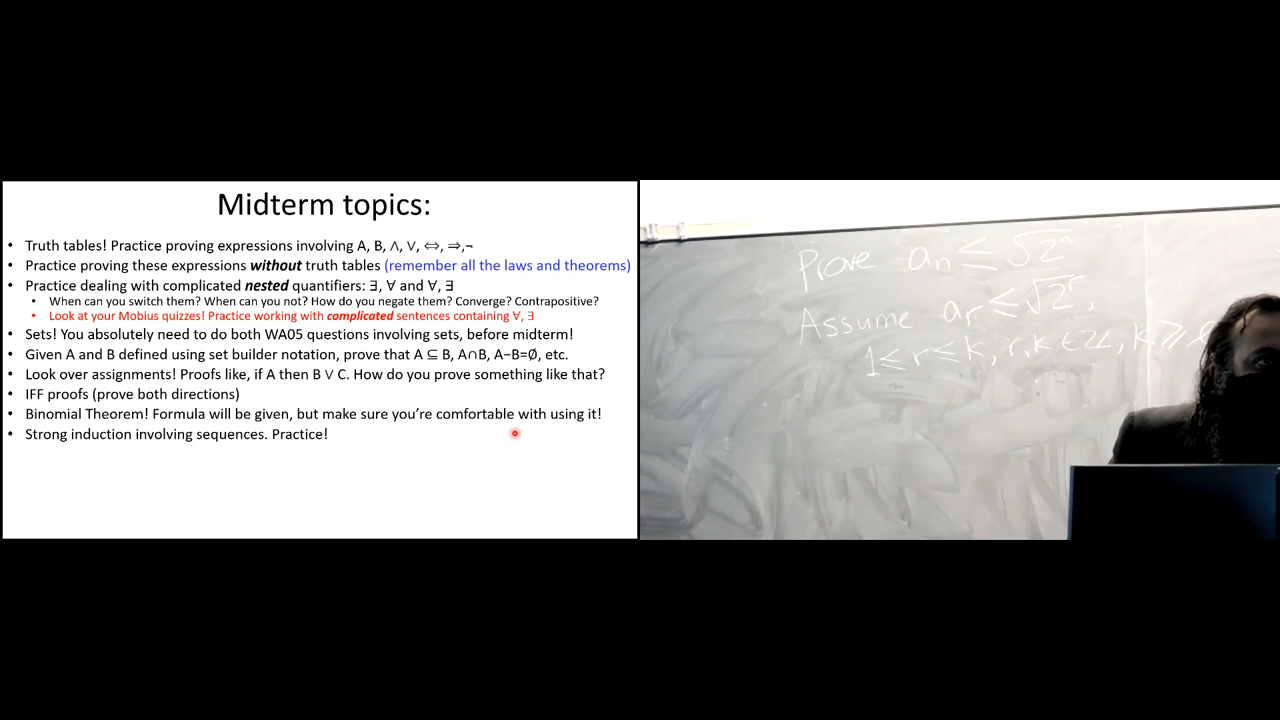 Midterm topics:
• Truth tables! Practice proving expressions involving A, B, ∧, ∨, ⇔, ⇒,¬
• Practice proving these expressions without truth tables (remember all the laws and theorems)
• Practice dealing with complicated nested quantifiers: ∃, ∀ and ∀, ∃
• When can you switch them? When can you not? How do you negate them? Converge? Contrapositive?
• Look at your Mobius quizzes! Practice working with complicated sentences containing ∀, ∃
• Sets! You absolutely need to do both WA05 questions involving sets, before midterm!
• Given A and B defined using set builder notation, prove that A ⊆ B, A∩B, A−B=∅, etc.
• Look over assignments! Proofs like, if A then B ∨ C. How do you prove something like that?
• IFF proofs (prove both directions)
• Binomial Theorem! Formula will be given, but make sure you're comfortable with using it!
• Strong induction involving sequences. Practice!
Prove aₙ ≤ √2ⁿ
Assume aᵣ ≤ √2ʳ,
1 ≤ r ≤ k, r, k ∈ ℤ, k ≥